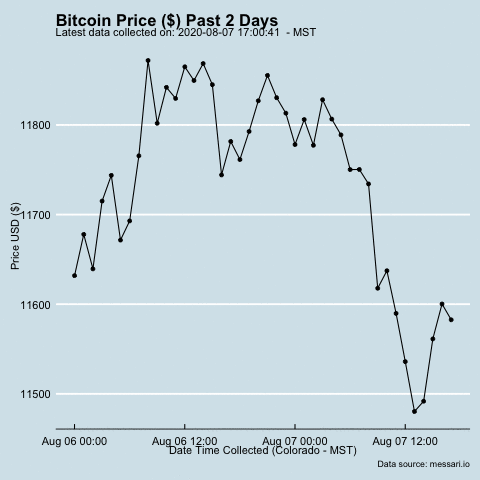 Bitcoin Price ($) Past 2 Days
Latest data collected on: 2020-08-07 17:00:41 - MST
Price USD ($)
11800
11700
11600
11500
Aug 06 00:00 Aug 06 12:00 Aug 07 00:00 Aug 07 12:00
Date Time Collected (Colorado - MST)
Data source: messari.io